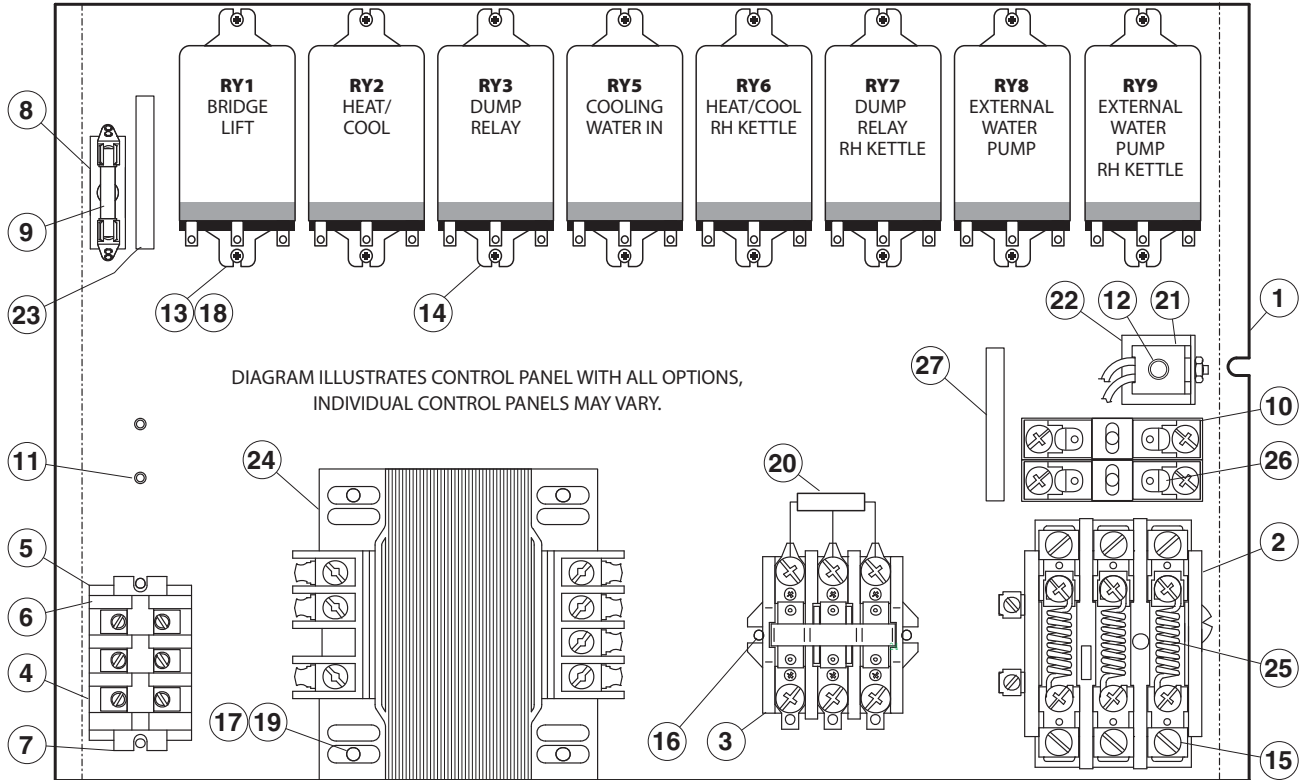 RY1
BRIDGE
LIFT
RY2
HEAT/
COOL
RY3
DUMP
RELAY
RY5
COOLING
WATER IN
RY6
HEAT/COOL
RH KETTLE
RY7
DUMP
RELAY
RH KETTLE
RY8
EXTERNAL
WATER
PUMP
RY9
EXTERNAL
WATER
PUMP
RH KETTLE
8
9
23
13 18
14
22 12 21
1
DIAGRAM ILLUSTRATES CONTROL PANEL WITH ALL OPTIONS,
INDIVIDUAL CONTROL PANELS MAY VARY.
27
10
11
24
20
26
5
2
6
4
25
7
17 19
16
3
15